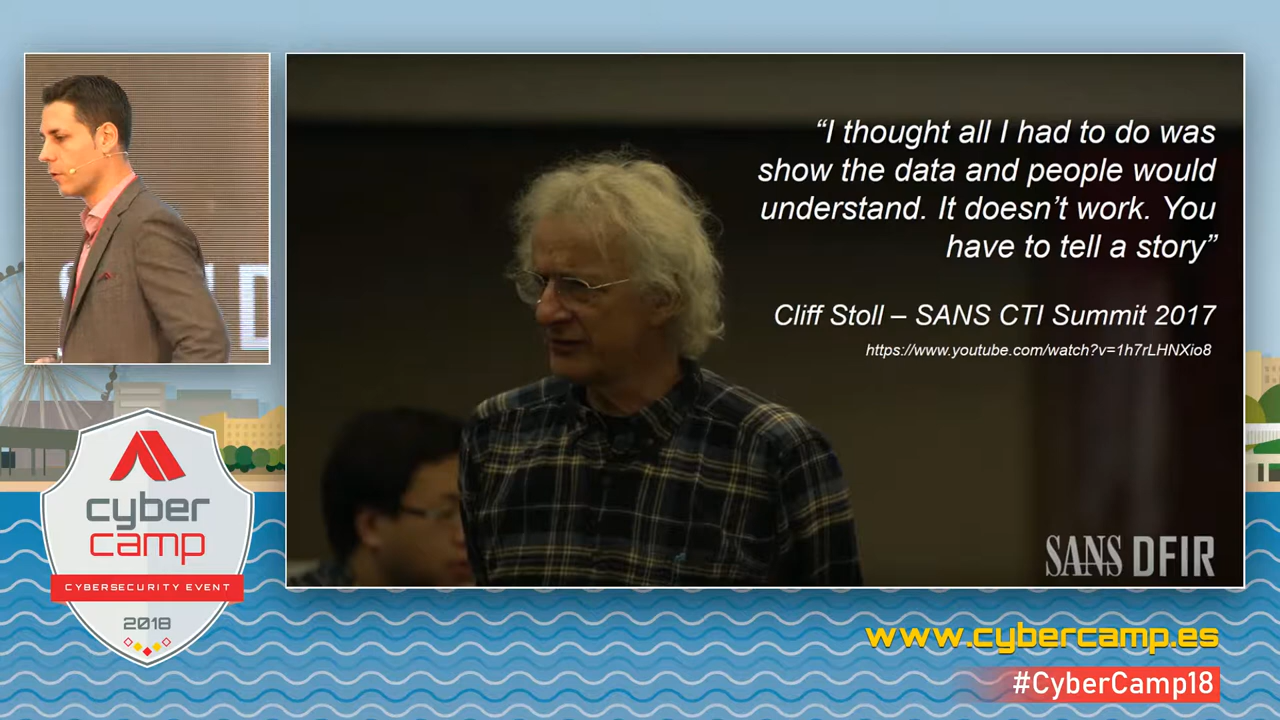 “I thought all I had to do was
show the data and people would
understand. It doesn’t work. You
have to tell a story”
Cliff Stoll – SANS CTI Summit 2017
https://www.youtube.com/watch?v=1h7rLHNXio8
SANS DFIR
cyber
camp
CYBERSECURITY EVENT
2018
www.cybercamp.es
#CyberCamp18